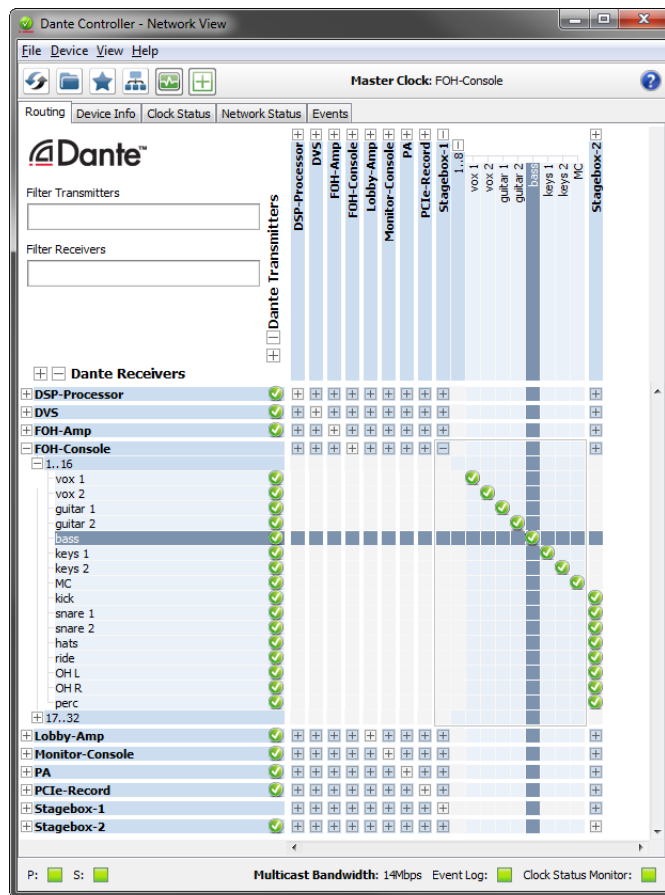 Dante Controller - Network View
File Device View Help
Master Clock: FOH-Console
Routing Device Info Clock Status Network Status Events
Dante™
Filter Transmitters
Filter Receivers
Dante Transmitters
DSP-Processor
DVS
FOH-Amp
FOH-Console
Lobby-Amp
Monitor-Console
PA
PCIe-Record
Stagebox-1
1..8
vox 1
vox 2
guitar 1
guitar 2
bass
keys 1
keys 2
MC
Stagebox-2
Dante Receivers
DSP-Processor
DVS
FOH-Amp
FOH-Console
1..16
vox 1
vox 2
guitar 1
guitar 2
bass
keys 1
keys 2
MC
kick
snare 1
snare 2
hats
ride
OH L
OH R
perc
17..32
Lobby-Amp
Monitor-Console
PA
PCIe-Record
Stagebox-1
Stagebox-2
P: S: Multicast Bandwidth: 14Mbps Event Log: Clock Status Monitor: